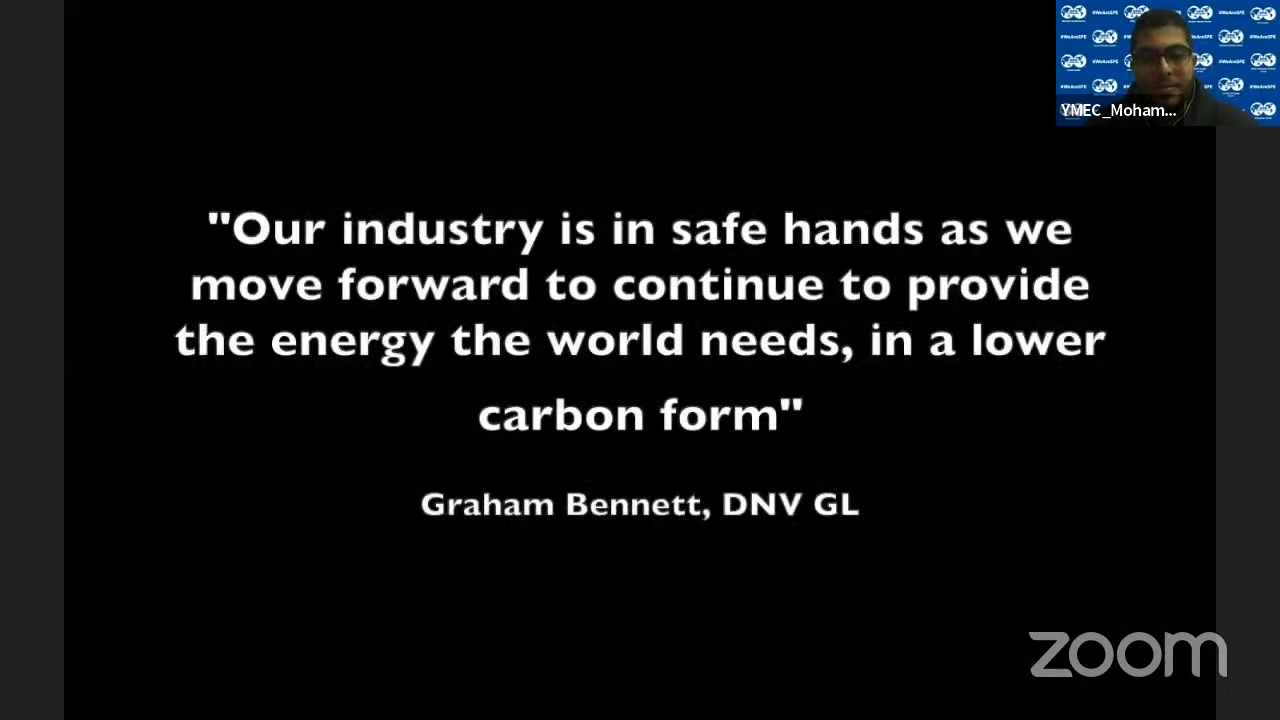 #WeAreSPE
YMEC_Moham...
"Our industry is in safe hands as we
move forward to continue to provide
the energy the world needs, in a lower
carbon form"
Graham Bennett, DNV GL
zoom